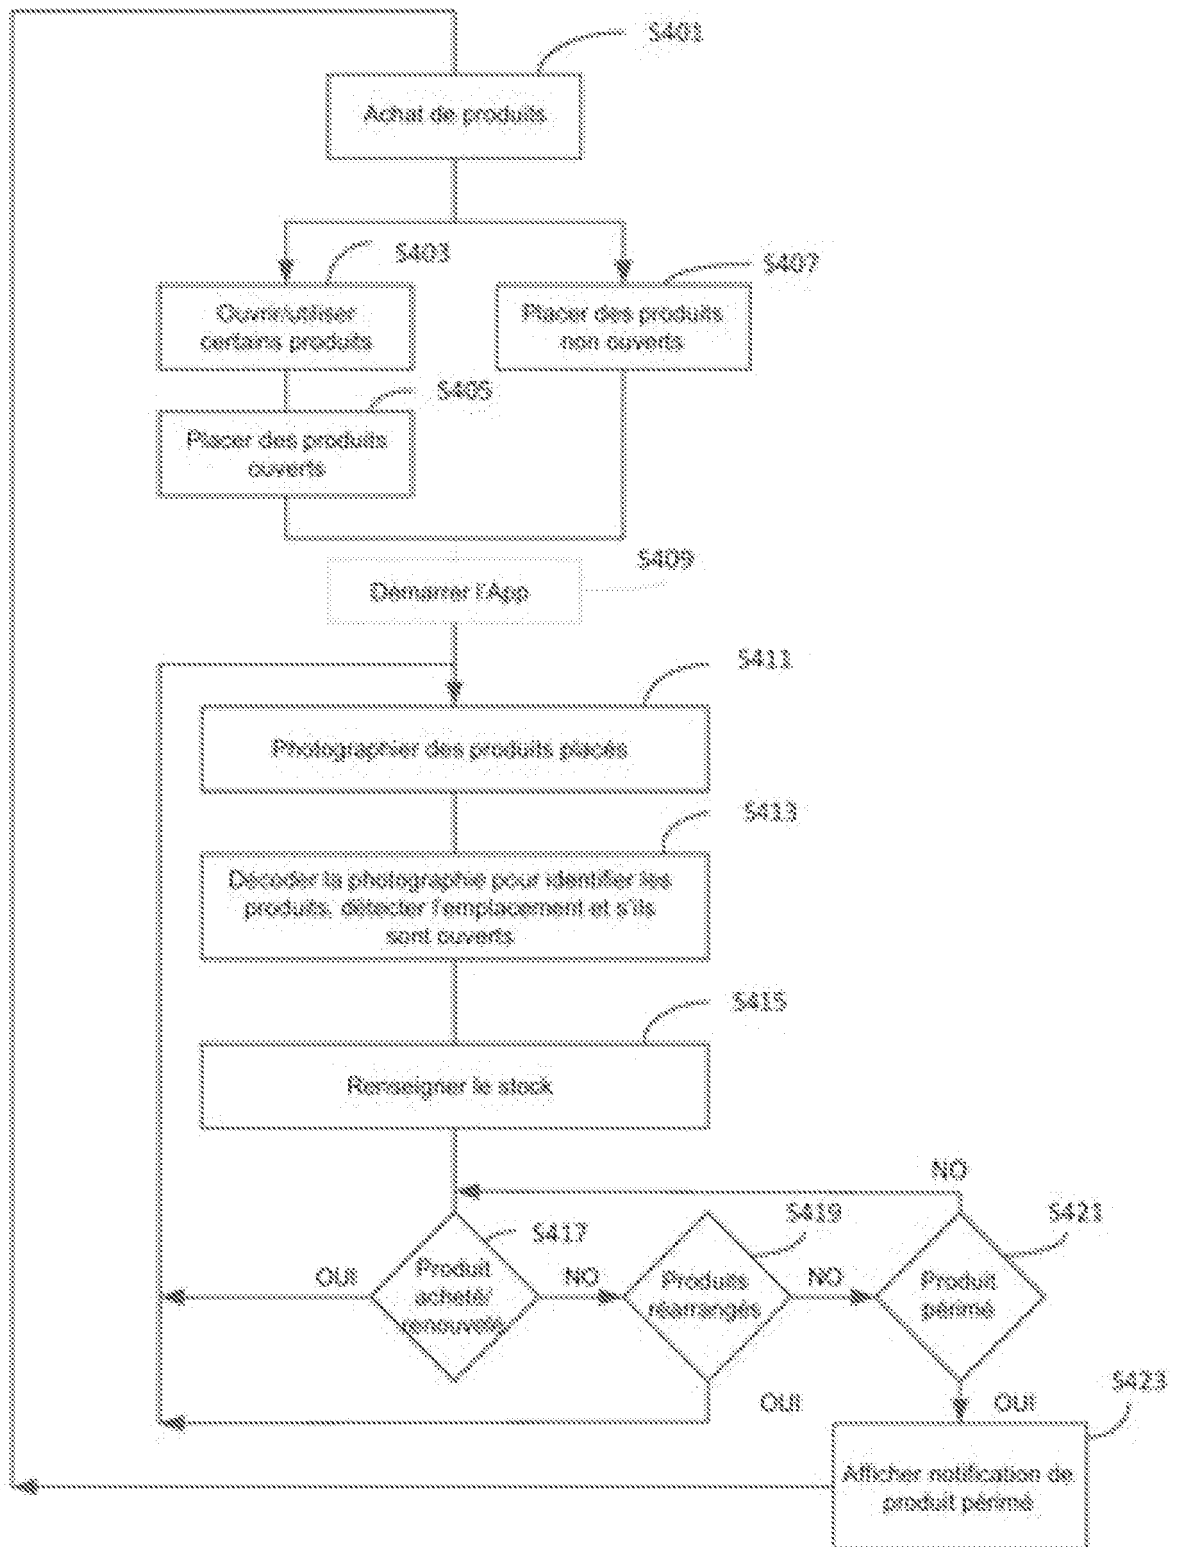 S401
Achat de produits
S403
S407
Ouvrir/utiliser
certains produits
Placer des produits
non ouverts
S405
Placer des produits
ouverts
S409
Démarrer l'App
S411
Photographier des produits placés
S413
Décoder la photographie pour identifier les
produits, détecter l'emplacement et s'ils
sont ouverts
S415
Renseigner le stock
NO
S417
S419
S421
OUI
Produit
acheté/
renouvelé
NO
Produits
réarrangés
NO
Produit
périmé
OUI
OUI
S423
Afficher notification de
produit périmé